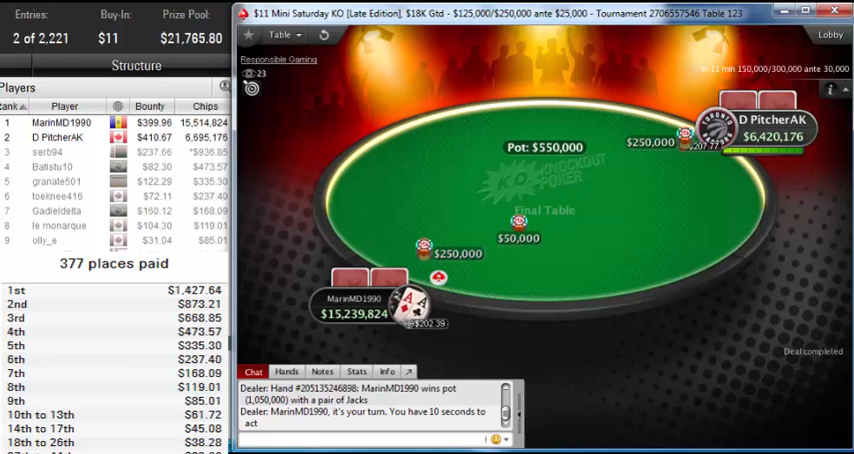 Entries:
Buy-In:
Prize Pool:
2 of 2,221
$11
$21,765.80
Structure
Players
Rank
Player
Bounty
Chips
1 MarinMD1990 $399.96 15,514,824
2 D PitcherAK $410.67 6,695,176
3 serb94 $237.66 *$936.85
4 Batistu10 $82.30 $473.57
5 granate501 $122.29 $335.30
6 toeknee416 $72.11 $237.40
7 Gadieldelta $160.12 $168.09
8 le monarque $104.30 $119.01
9 olly_e $31.04 $85.01
377 places paid
1st $1,427.64
2nd $873.21
3rd $668.85
4th $473.57
5th $335.30
6th $237.40
7th $168.09
8th $119.01
9th $85.01
10th to 13th $61.72
14th to 17th $45.08
18th to 26th $38.28
$11 Mini Saturday KO [Late Edition], $18K Gtd - $125,000/$250,000 ante $25,000 - Tournament 2706557546 Table 123
Table
Lobby
Responsible Gaming
23
In 11 min 150,000/300,000 ante 30,000
i
TORONTO
D PitcherAK
$6,420,176
$207.77
$250,000
Pot: $550,000
KO KNOCKOUT
POKER
Final Table
$50,000
$250,000
MarinMD1990
$15,239,824
A A
$202.39
Deal completed
Chat Hands Notes Stats Info
Dealer: Hand #205135246898: MarinMD1990 wins pot
(1,050,000) with a pair of Jacks
Dealer: MarinMD1990, it's your turn. You have 10 seconds to
act